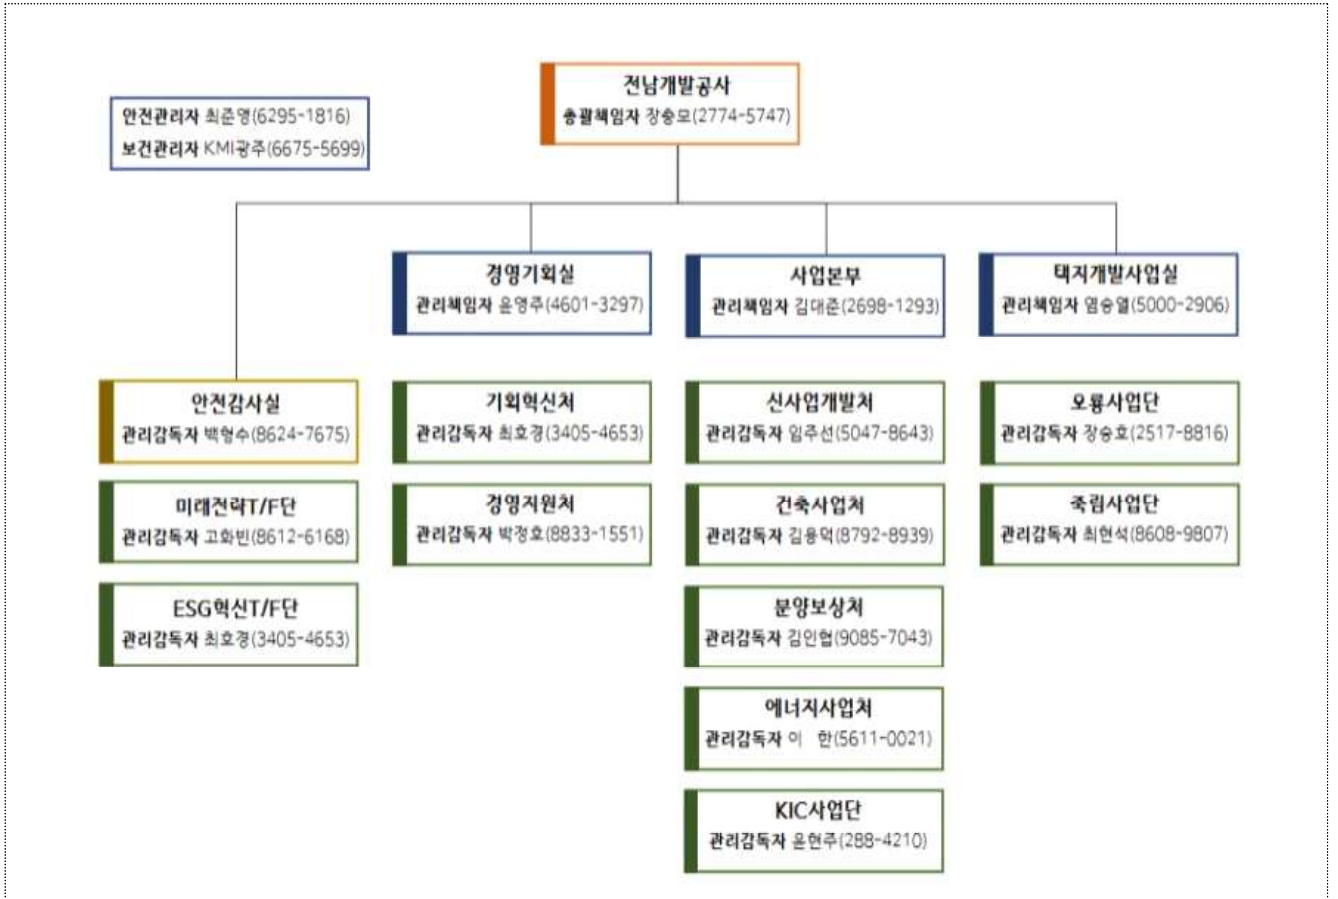 전남개발공사
총괄책임자 장충모(2774-5747)
안전관리자 최준영(6295-1816)
보건관리자 KMI광주(6675-5699)
경영기획실
관리책임자 윤영주(4601-3297)
사업본부
관리책임자 김대준(2698-1293)
택지개발사업실
관리책임자 염승열(5000-2906)
안전감사실
관리감독자 백형수(8624-7675)
미래전략T/F단
관리감독자 고화빈(8612-6168)
ESG혁신T/F단
관리감독자 최호경(3405-4653)
기획혁신처
관리감독자 최호경(3405-4653)
경영지원처
관리감독자 박정호(8833-1551)
신사업개발처
관리감독자 임주선(5047-8643)
건축사업처
관리감독자 김용덕(8792-8939)
분양보상처
관리감독자 김인협(9085-7043)
에너지사업처
관리감독자 이 한(5611-0021)
KIC사업단
관리감독자 윤현주(288-4210)
오룡사업단
관리감독자 장승호(2517-8816)
죽림사업단
관리감독자 최현석(8608-9807)